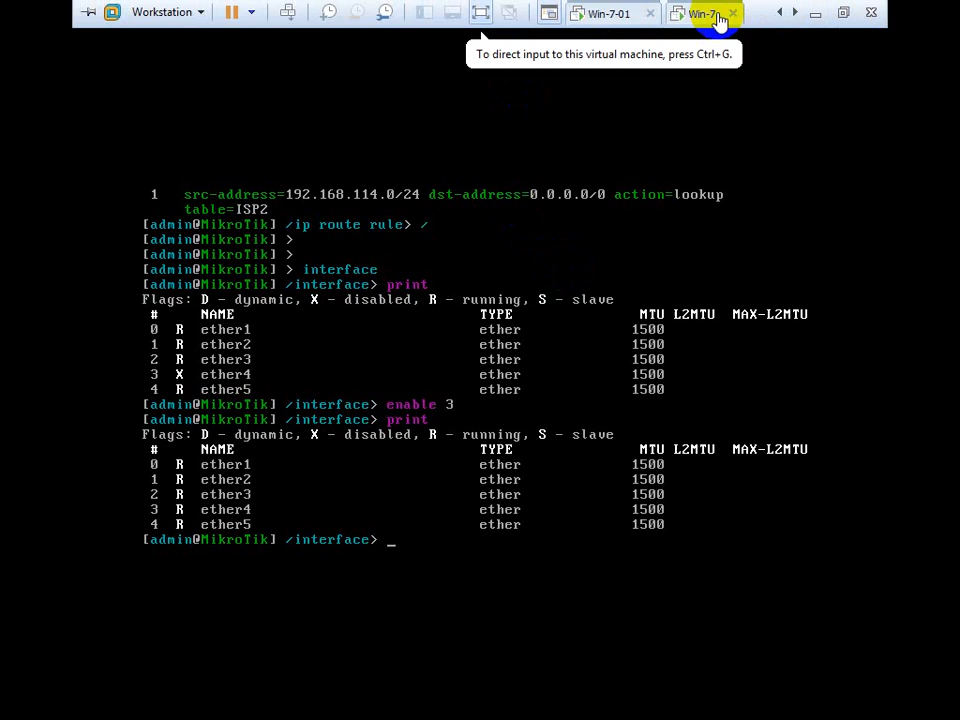 Workstation
Win-7-01
Win-7
To direct input to this virtual machine, press Ctrl+G.
1 src-address=192.168.114.0/24 dst-address=0.0.0.0/0 action=lookup
table=ISP2
[admin@MikroTik] /ip route rule> /
[admin@MikroTik] >
[admin@MikroTik] >
[admin@MikroTik] > interface
[admin@MikroTik] /interface> print
Flags: D - dynamic, X - disabled, R - running, S - slave
# NAME TYPE MTU L2MTU MAX-L2MTU
0 R ether1 ether 1500
1 R ether2 ether 1500
2 R ether3 ether 1500
3 X ether4 ether 1500
4 R ether5 ether 1500
[admin@MikroTik] /interface> enable 3
[admin@MikroTik] /interface> print
Flags: D - dynamic, X - disabled, R - running, S - slave
# NAME TYPE MTU L2MTU MAX-L2MTU
0 R ether1 ether 1500
1 R ether2 ether 1500
2 R ether3 ether 1500
3 R ether4 ether 1500
4 R ether5 ether 1500
[admin@MikroTik] /interface> _